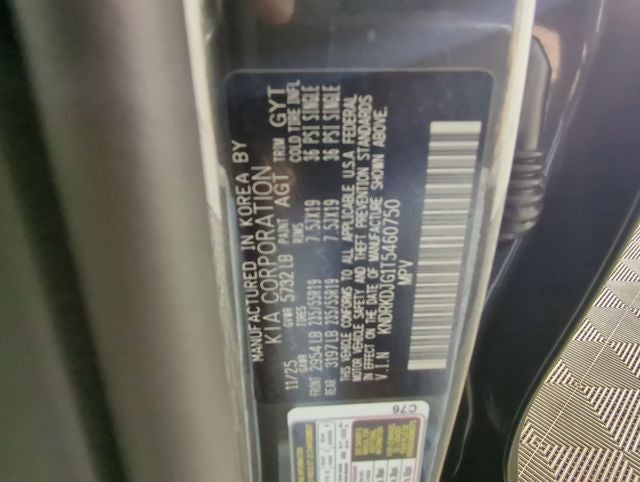 MANUFACTURED IN KOREA BY
KIA CORPORATION
11/25 GVWR 5732 LB PAINT AGT TRIM GYT
GAWR TIRES RIMS COLD TIRE INFL
FRONT 2954 LB 235/55R19 7.5JX19 36 PSI SINGLE
REAR 3197 LB 235/55R19 7.5JX19 36 PSI SINGLE
THIS VEHICLE CONFORMS TO ALL APPLICABLE U.S.A FEDERAL
MOTOR VEHICLE SAFETY AND THEFT PREVENTION STANDARDS
IN EFFECT ON THE DATE OF MANUFACTURE SHOWN ABOVE.
V.I.N KNDRKDJG1T5460750
MPV
C76